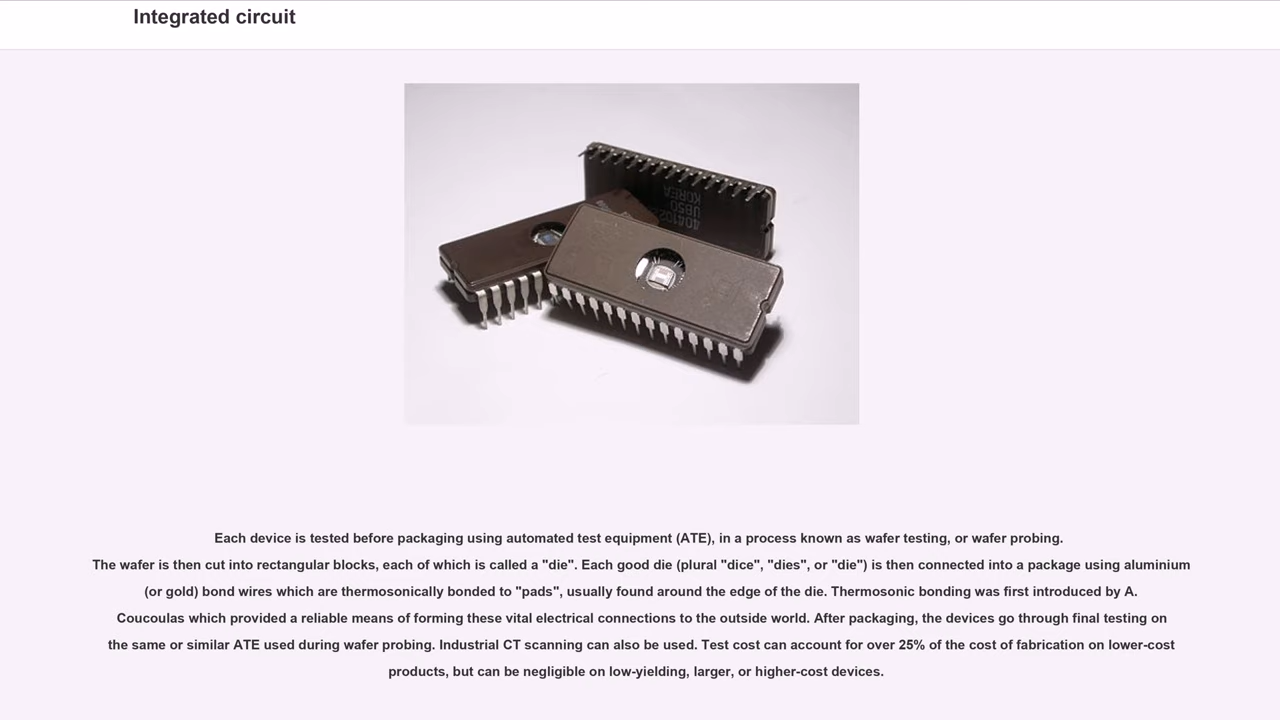 Integrated circuit
KOREA
UB50
Each device is tested before packaging using automated test equipment (ATE), in a process known as wafer testing, or wafer probing.
The wafer is then cut into rectangular blocks, each of which is called a "die". Each good die (plural "dice", "dies", or "die") is then connected into a package using aluminium
(or gold) bond wires which are thermosonically bonded to "pads", usually found around the edge of the die. Thermosonic bonding was first introduced by A.
Coucoulas which provided a reliable means of forming these vital electrical connections to the outside world. After packaging, the devices go through final testing on
the same or similar ATE used during wafer probing. Industrial CT scanning can also be used. Test cost can account for over 25% of the cost of fabrication on lower-cost
products, but can be negligible on low-yielding, larger, or higher-cost devices.